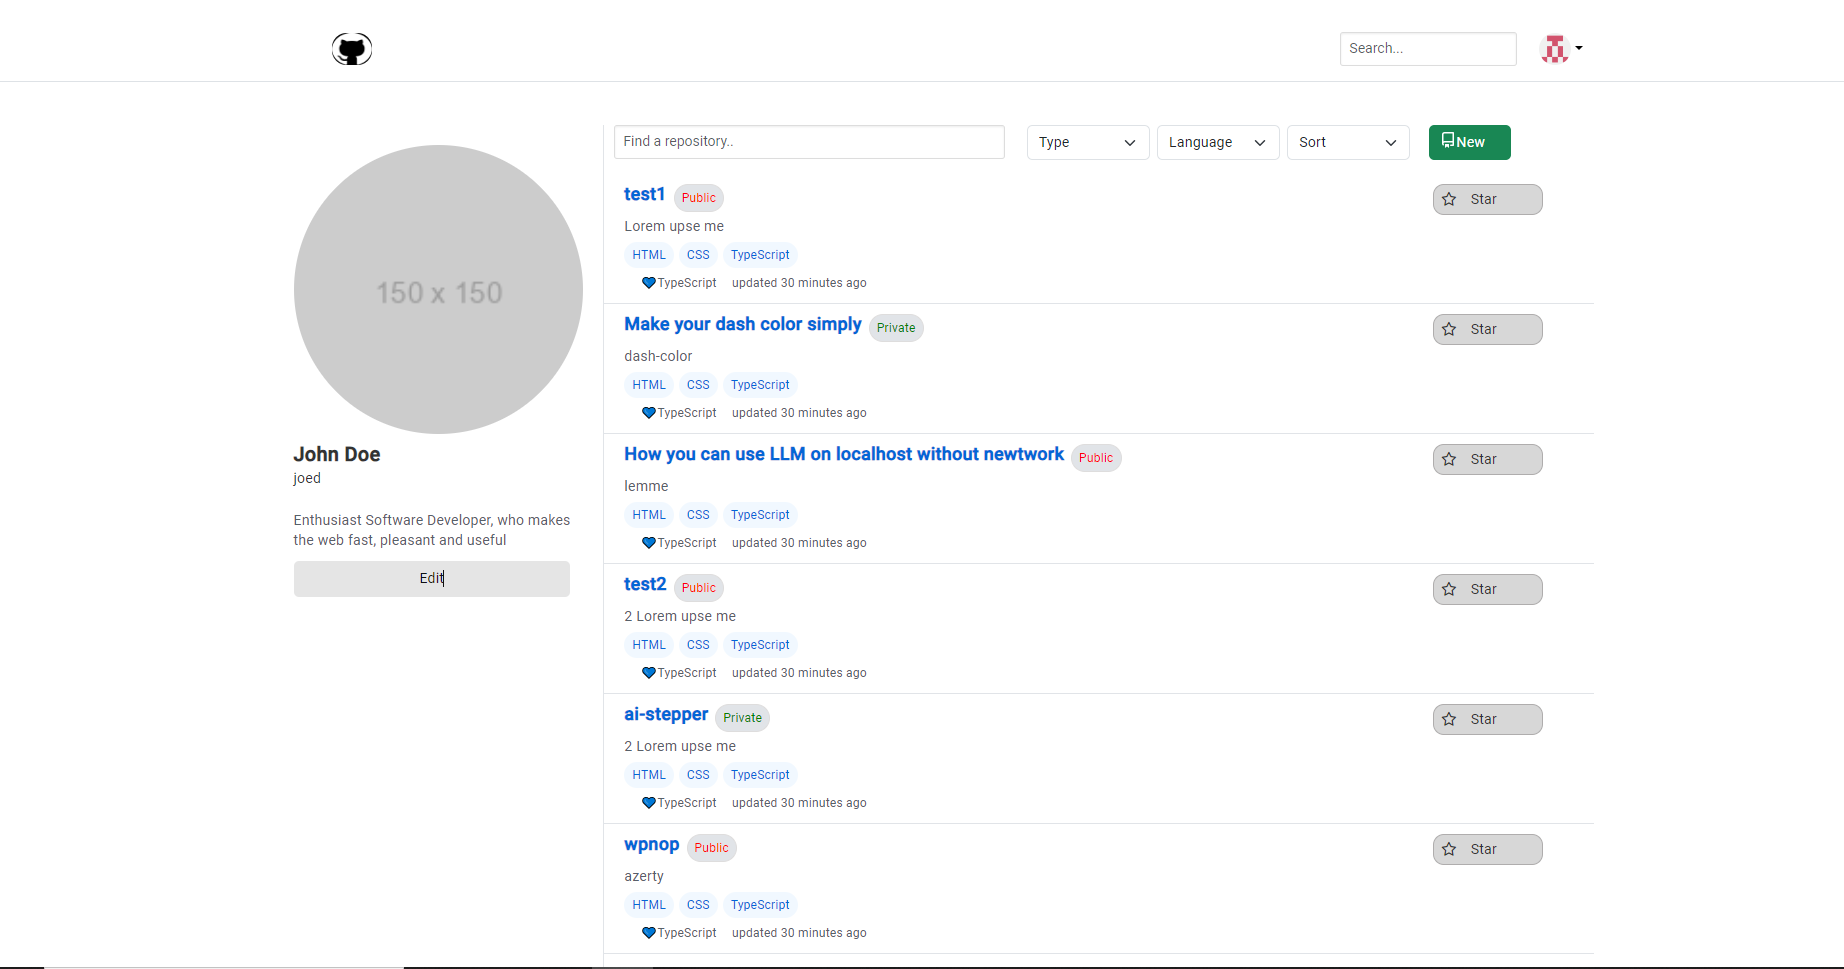 Search...
150 x 150
John Doe
joed
Enthusiast Software Developer, who makes
the web fast, pleasant and useful
Edit
Find a repository.. Type Language Sort New
test1 Public Star
Lorem upse me
HTML CSS TypeScript
TypeScript updated 30 minutes ago
Make your dash color simply Private Star
dash-color
HTML CSS TypeScript
TypeScript updated 30 minutes ago
How you can use LLM on localhost without newtwork Public Star
lemme
HTML CSS TypeScript
TypeScript updated 30 minutes ago
test2 Public Star
2 Lorem upse me
HTML CSS TypeScript
TypeScript updated 30 minutes ago
ai-stepper Private Star
2 Lorem upse me
HTML CSS TypeScript
TypeScript updated 30 minutes ago
wpnop Public Star
azerty
HTML CSS TypeScript
TypeScript updated 30 minutes ago